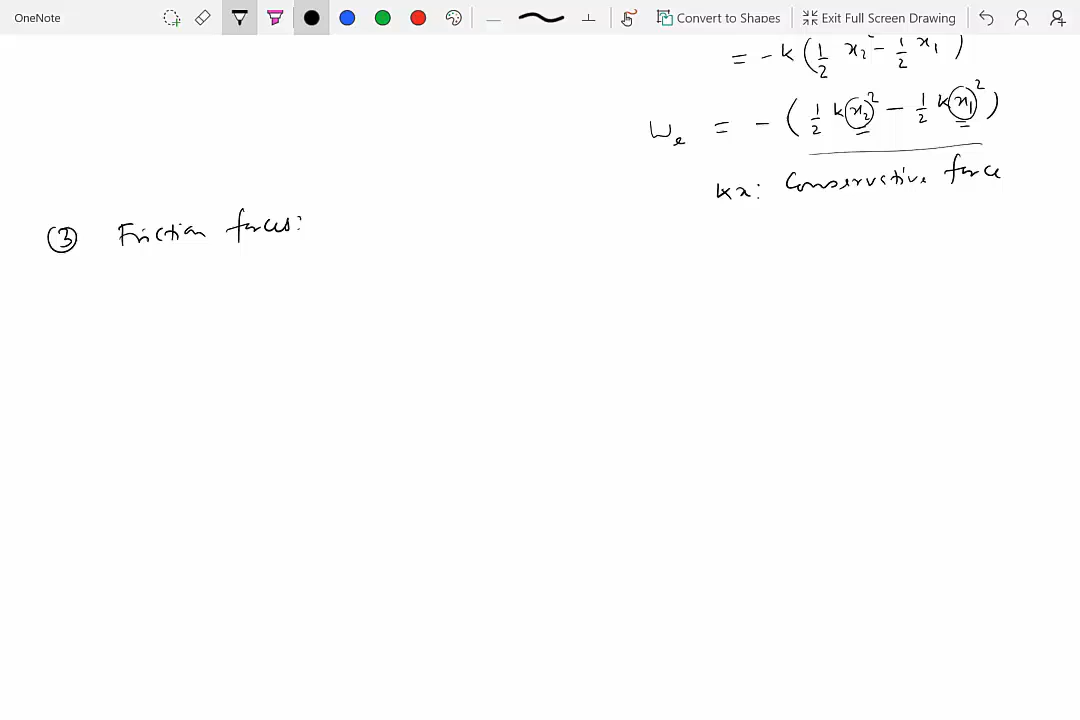 OneNote
Convert to Shapes
Exit Full Screen Drawing
= -k (1/2 x₂² - 1/2 x₁ )
Wₑ = - (1/2 kx₂² - 1/2 kx₁²)
kx: Conservative force
③ Friction forces: